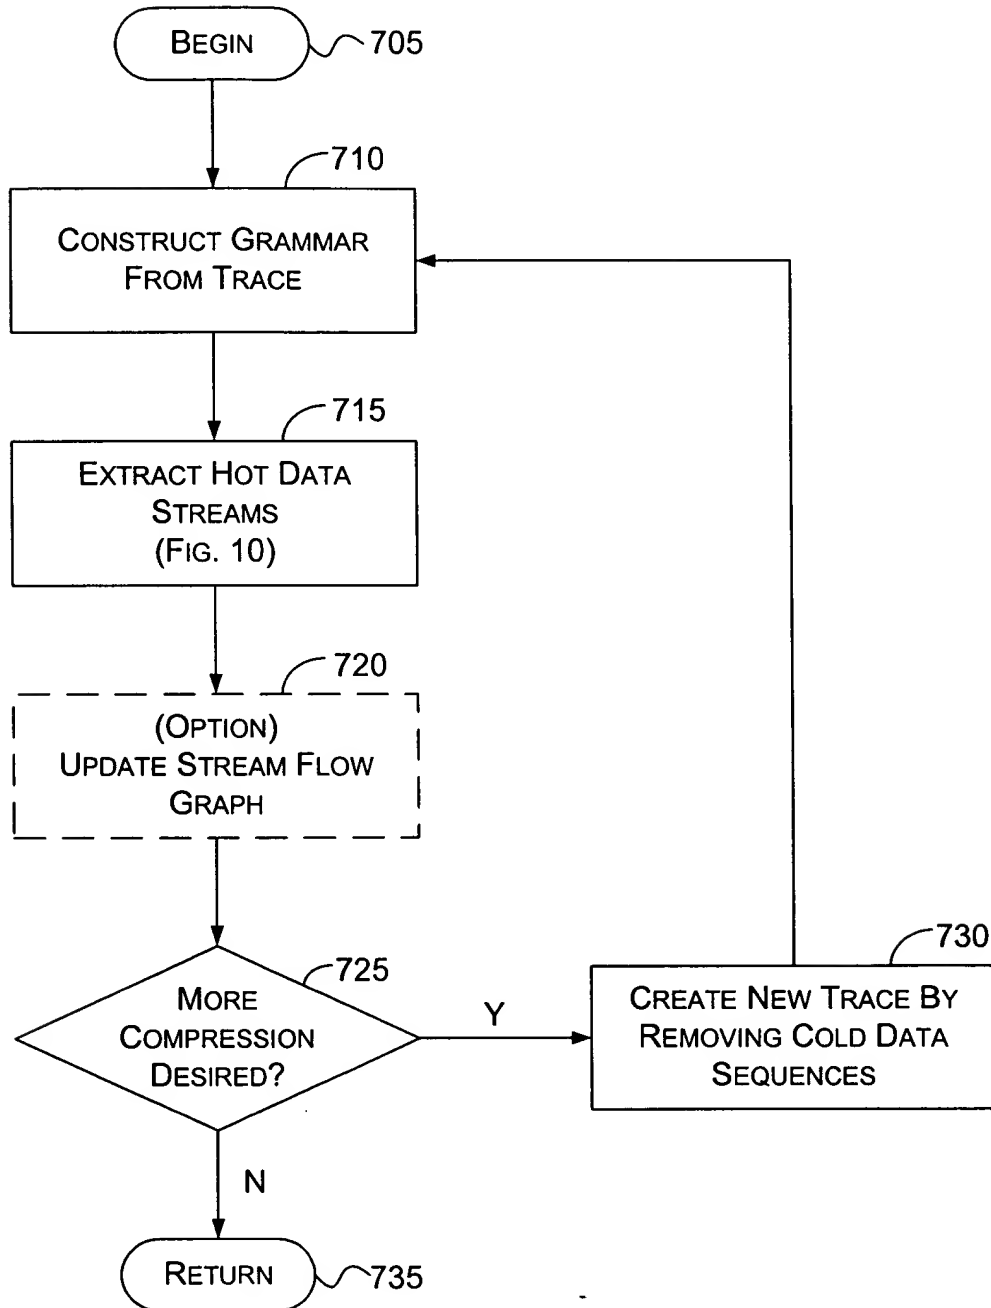 BEGIN
705
710
CONSTRUCT GRAMMAR
FROM TRACE
715
EXTRACT HOT DATA
STREAMS
(FIG. 10)
720
(OPTION)
UPDATE STREAM FLOW
GRAPH
725
MORE
COMPRESSION
DESIRED?
Y
730
CREATE NEW TRACE BY
REMOVING COLD DATA
SEQUENCES
N
RETURN
735